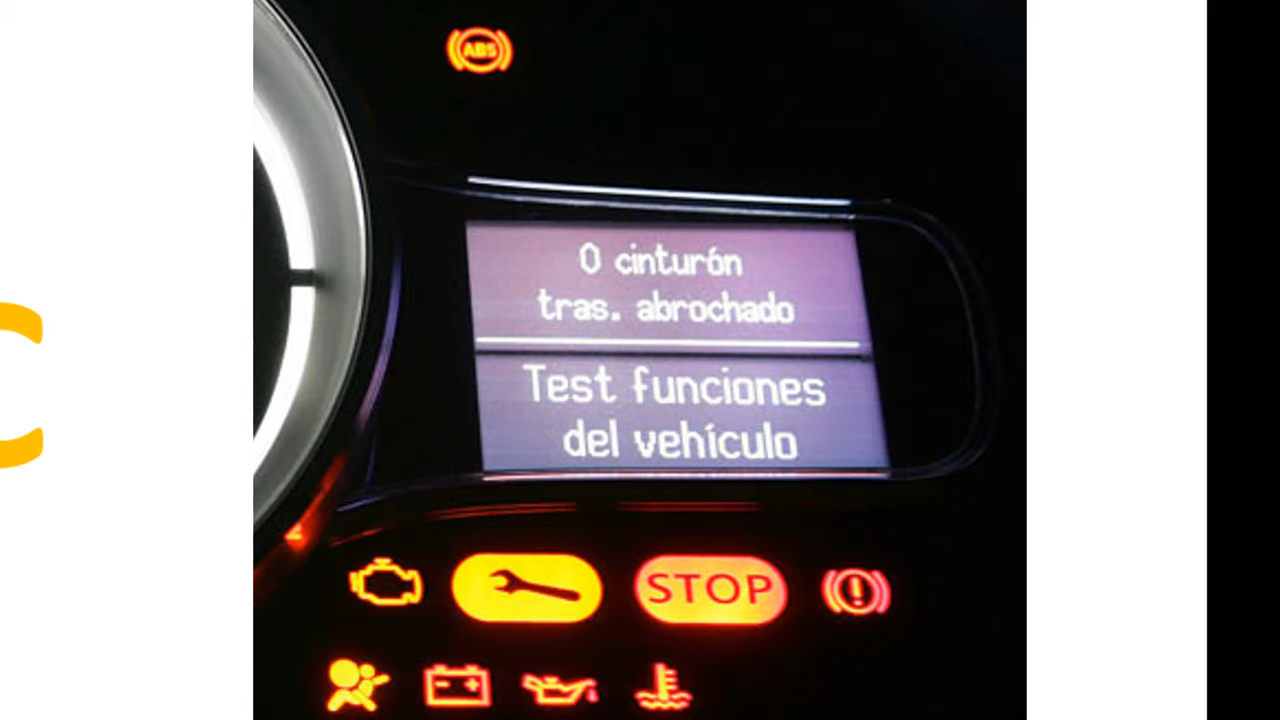 C
ABS
0 cinturón
tras. abrochado
Test funciones
del vehículo
STOP